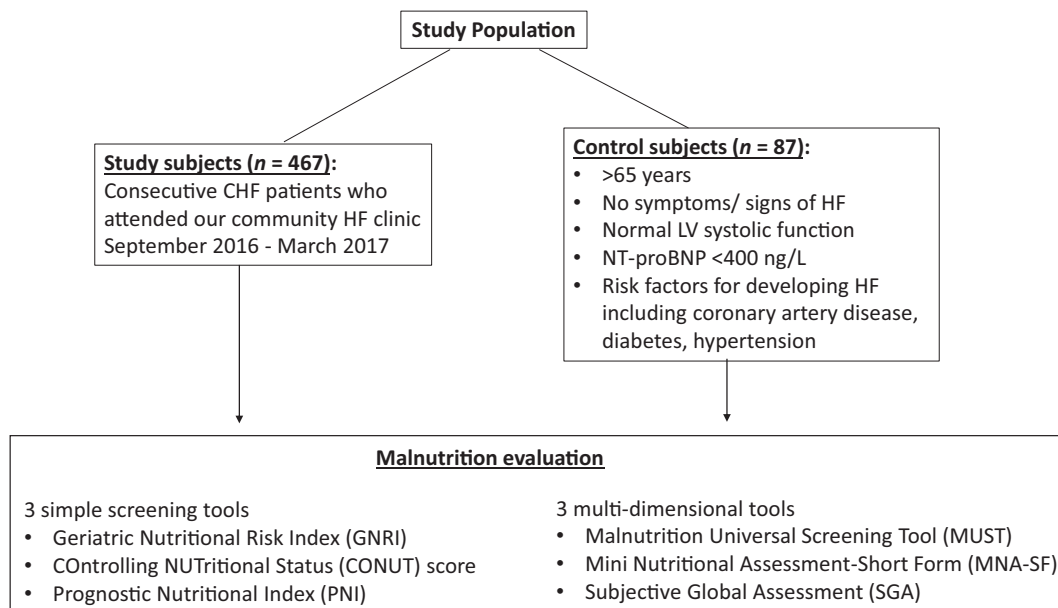 Study Population
Study subjects (n = 467):
Consecutive CHF patients who
attended our community HF clinic
September 2016 - March 2017
Control subjects (n = 87):
• >65 years
• No symptoms/ signs of HF
• Normal LV systolic function
• NT-proBNP <400 ng/L
• Risk factors for developing HF
including coronary artery disease,
diabetes, hypertension
Malnutrition evaluation
3 simple screening tools
• Geriatric Nutritional Risk Index (GNRI)
• COntrolling NUTritional Status (CONUT) score
• Prognostic Nutritional Index (PNI)
3 multi-dimensional tools
• Malnutrition Universal Screening Tool (MUST)
• Mini Nutritional Assessment-Short Form (MNA-SF)
• Subjective Global Assessment (SGA)